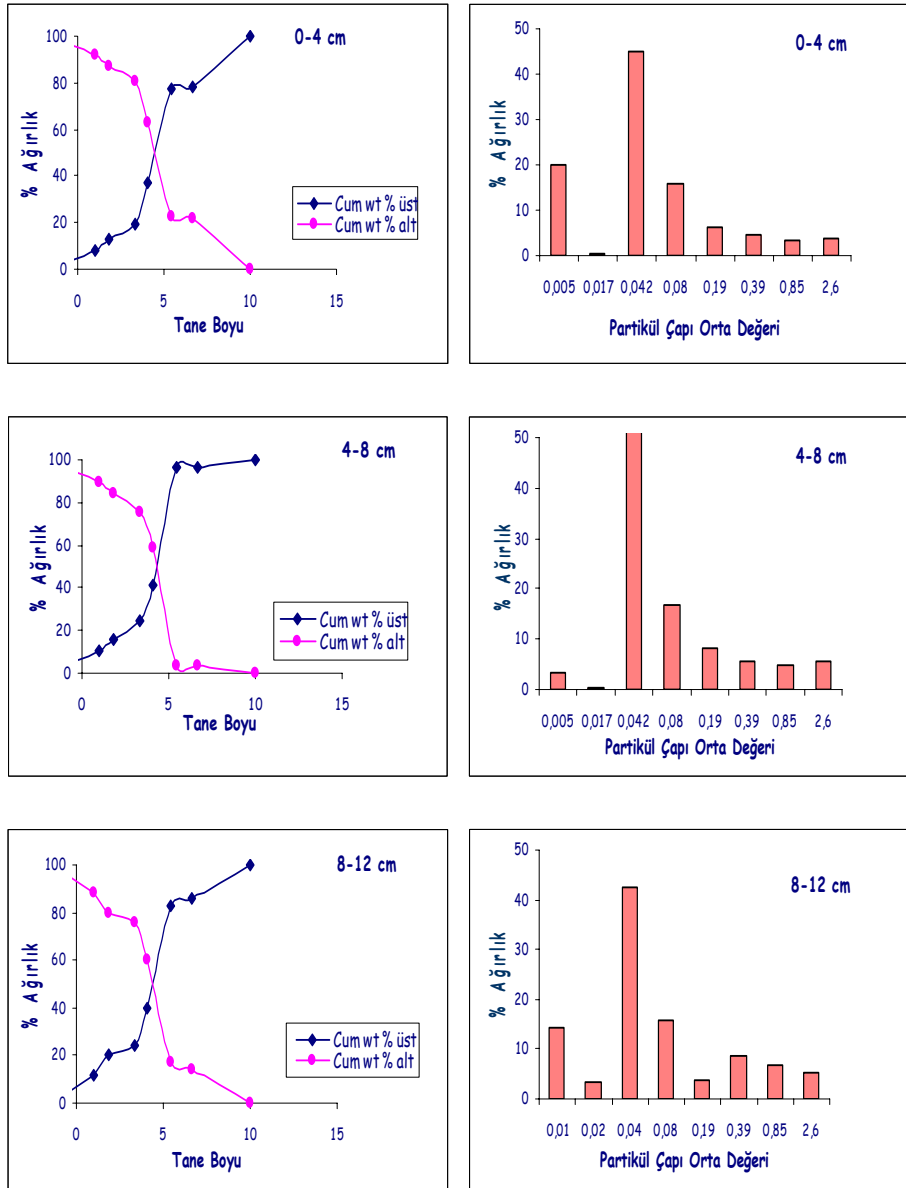 0-4 cm
% Ağırlık
100
80
60
40
20
0
0 5 10 15
Tane Boyu
Cum wt % üst
Cum wt % alt
0-4 cm
% Ağırlık
50
40
30
20
10
0
0,005 0,017 0,042 0,08 0,19 0,39 0,85 2,6
Partikül Çapı Orta Değeri
4-8 cm
% Ağırlık
100
80
60
40
20
0
0 5 10 15
Tane Boyu
Cum wt % üst
Cum wt % alt
4-8 cm
% Ağırlık
50
40
30
20
10
0
0,005 0,017 0,042 0,08 0,19 0,39 0,85 2,6
Partikül Çapı Orta Değeri
8-12 cm
% Ağırlık
100
80
60
40
20
0
0 5 10 15
Tane Boyu
Cum wt % üst
Cum wt % alt
8-12 cm
% Ağırlık
50
40
30
20
10
0
0,01 0,02 0,04 0,08 0,19 0,39 0,85 2,6
Partikül Çapı Orta Değeri